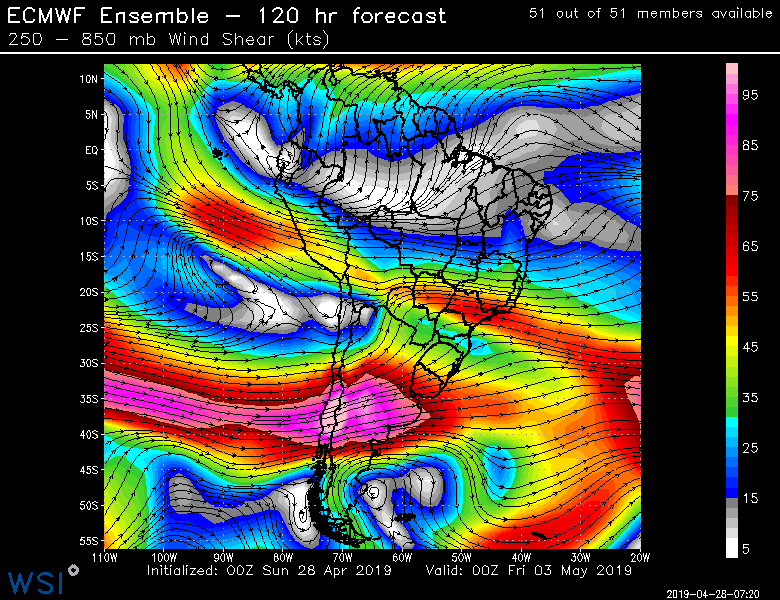 ECMWF Ensemble – 120 hr forecast
51 out of 51 members available
250 – 850 mb Wind Shear (kts)
10N
5N
EQ
5S
10S
15S
20S
25S
30S
35S
40S
45S
50S
55S
95
85
75
65
55
45
35
25
15
5
110W 100W 90W 80W 70W 60W 50W 40W 30W 20W
Initialized: 00Z Sun 28 Apr 2019 Valid: 00Z Fri 03 May 2019
WSI
2019-04-28-07:20